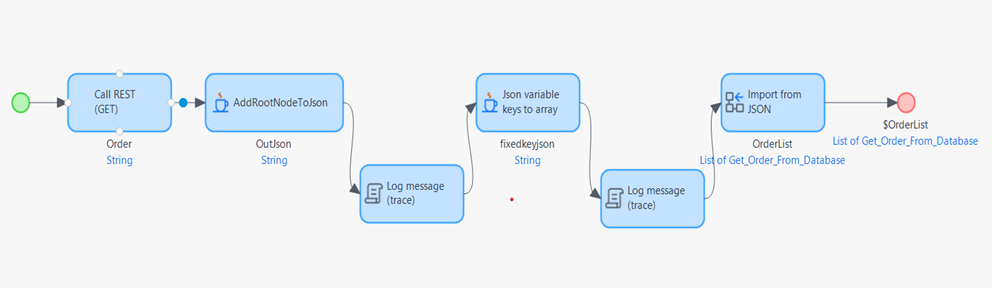 Call REST
(GET)
Order
String
AddRootNodeToJson
OutJson
String
Log message
(trace)
Json variable
keys to array
fixedkeyjson
String
Log message
(trace)
Import from
JSON
OrderList
List of Get_Order_From_Database
$OrderList
List of Get_Order_From_Database